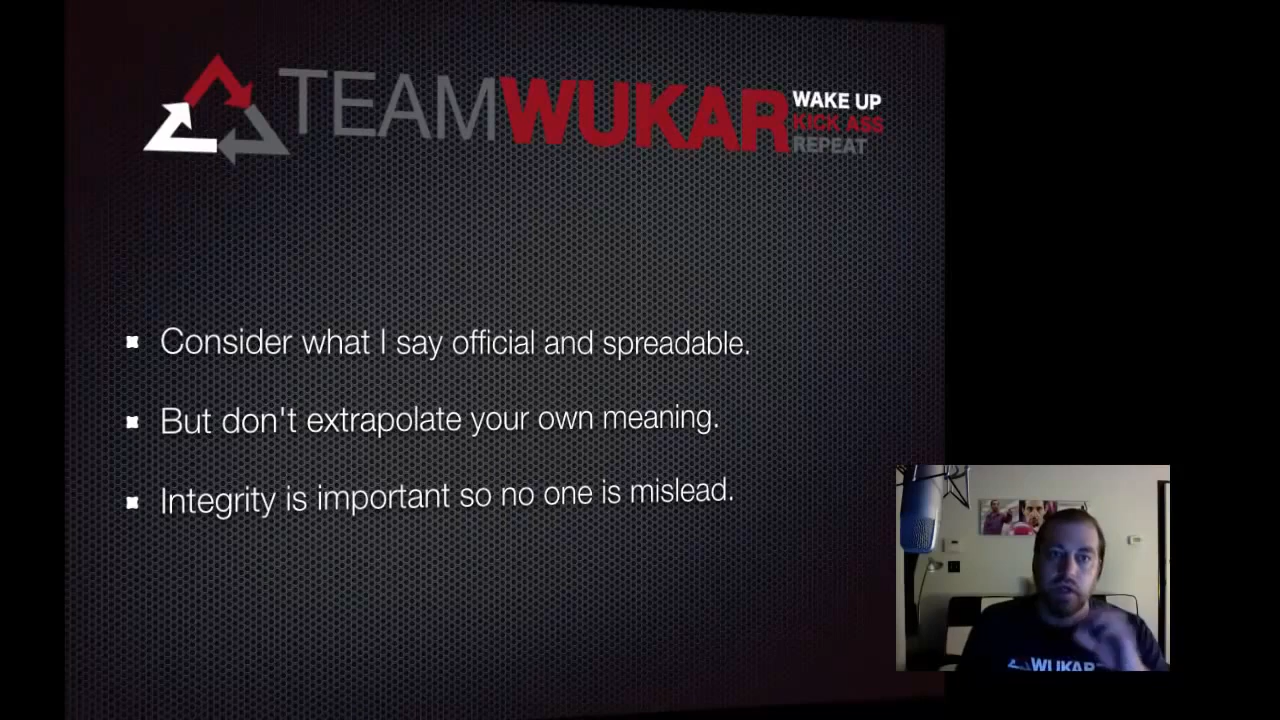 TEAMWUKAR
WAKE UP
KICK ASS
REPEAT
Consider what I say official and spreadable.
But don't extrapolate your own meaning.
Integrity is important so no one is mislead.
WUKAR